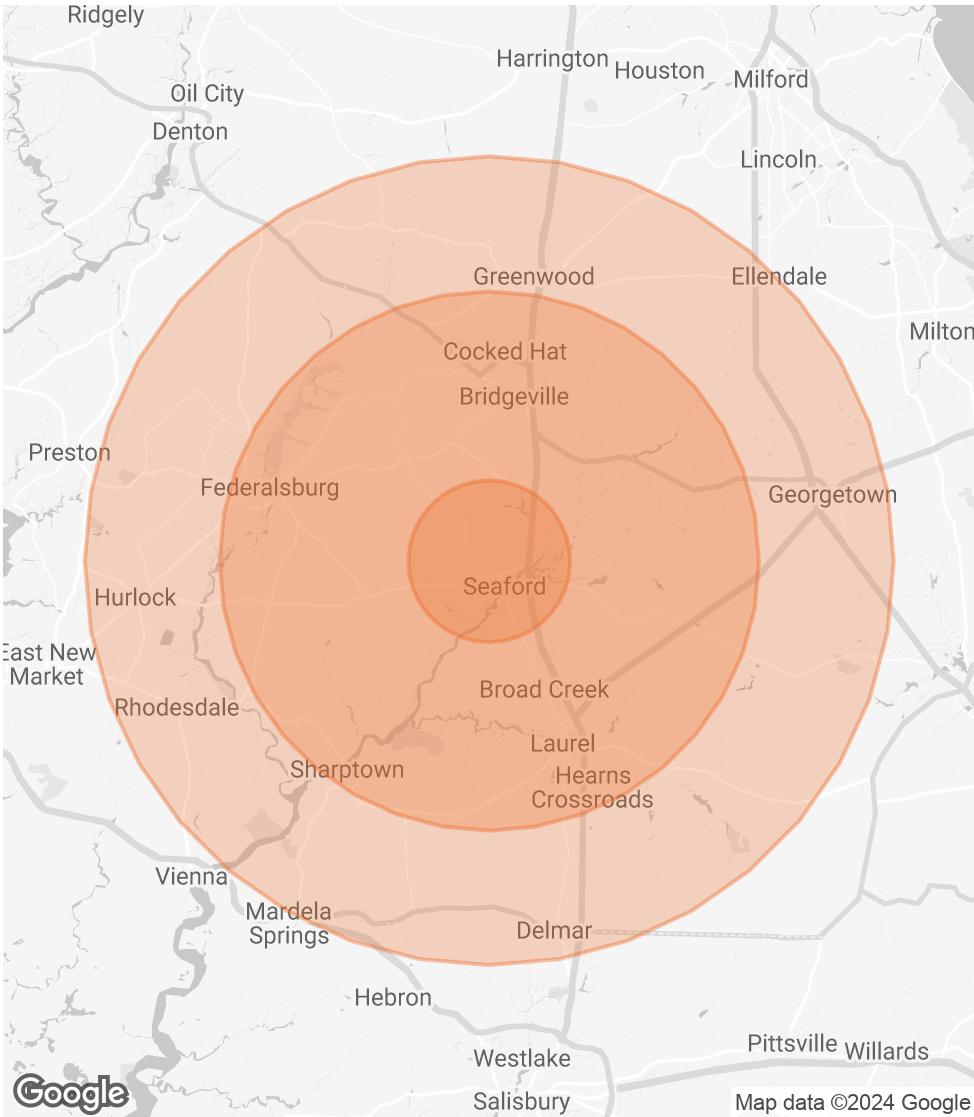 Ridgely
Harrington
Houston
Milford
Oil City
Denton
Lincoln
Greenwood
Ellendale
Milton
Cocked Hat
Bridgeville
Preston
Federalsburg
Georgetown
Seaford
Hurlock
East New
Market
Broad Creek
Rhodesdale
Laurel
Sharptown
Hearns
Crossroads
Vienna
Mardela
Springs
Delmar
Hebron
Pittsville
Willards
Westlake
Salisbury
Google
Map data ©2024 Google